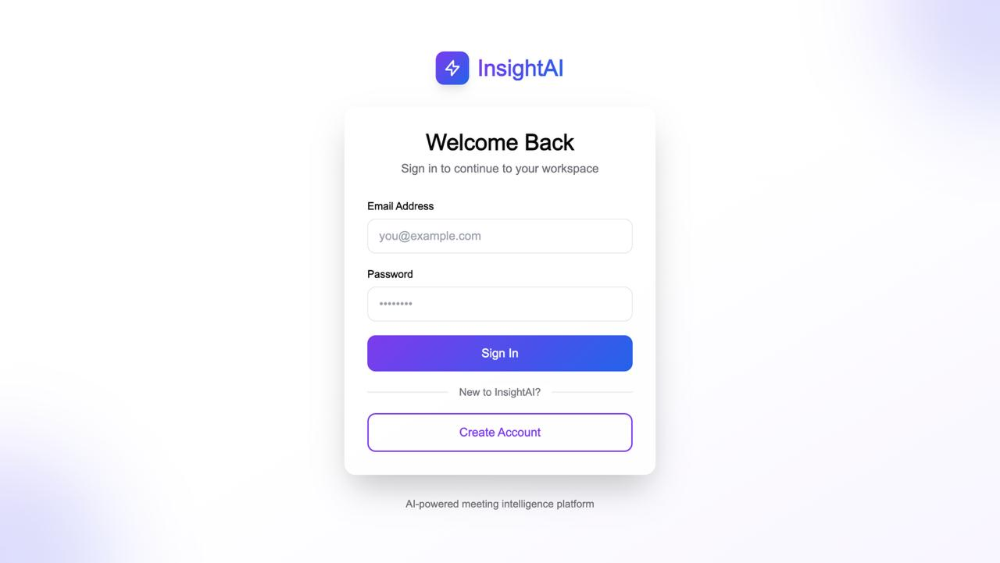 InsightAI
Welcome Back
Sign in to continue to your workspace
Email Address
you@example.com
Password
••••••••
Sign In
New to InsightAI?
Create Account
AI-powered meeting intelligence platform